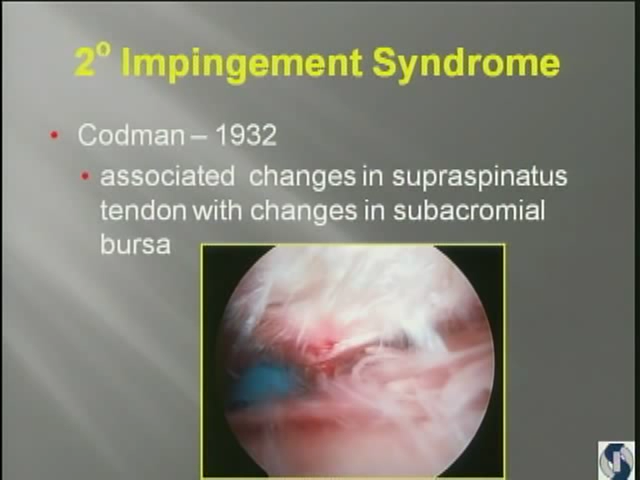 2° Impingement Syndrome
• Codman – 1932
• associated changes in supraspinatus
tendon with changes in subacromial
bursa